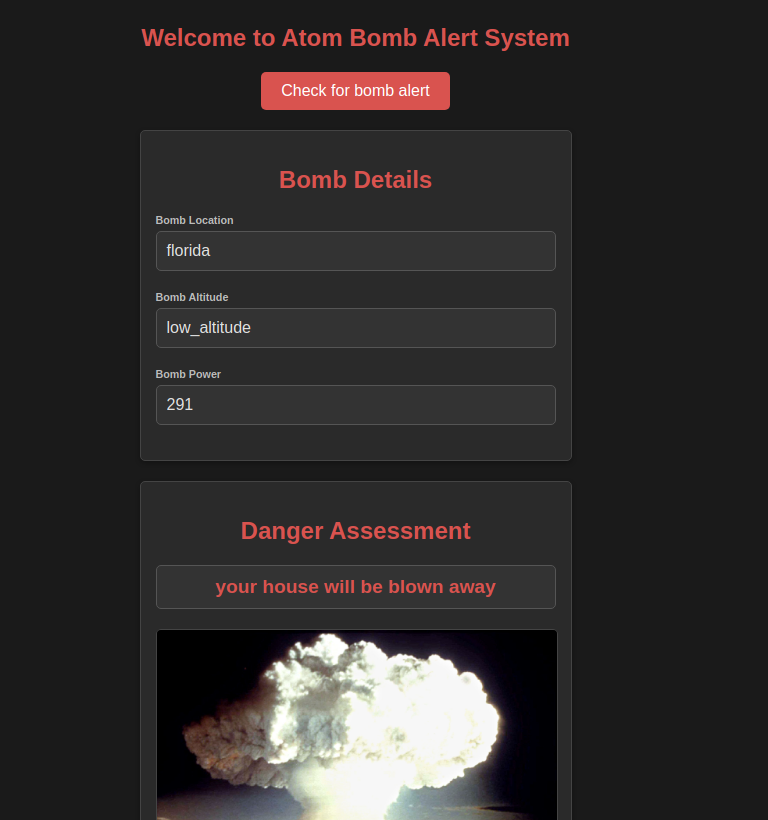 Welcome to Atom Bomb Alert System
Check for bomb alert
Bomb Details
Bomb Location
florida
Bomb Altitude
low_altitude
Bomb Power
291
Danger Assessment
your house will be blown away